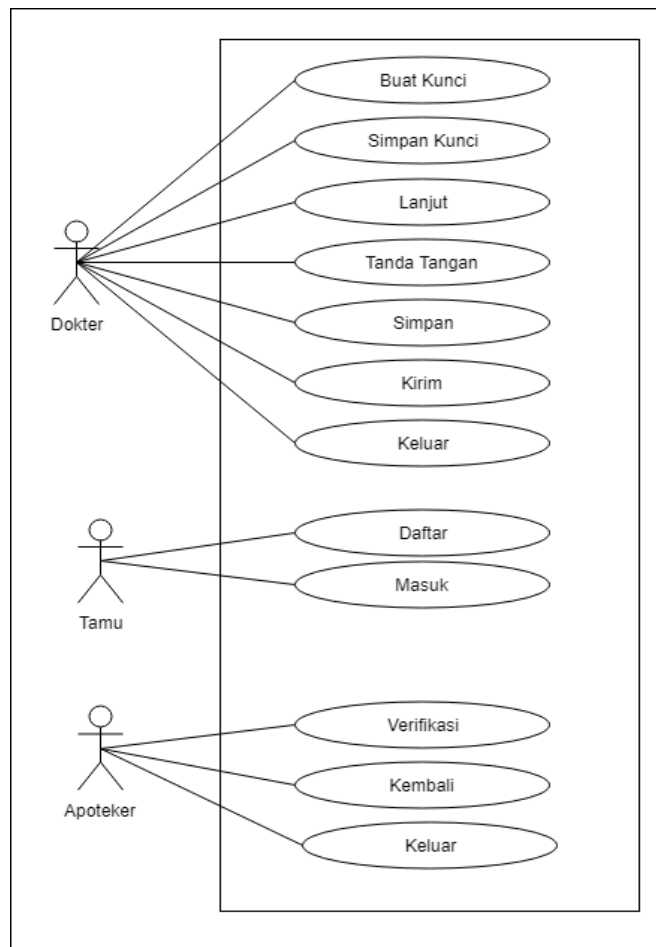 Buat Kunci
Simpan Kunci
Lanjut
Tanda Tangan
Simpan
Kirim
Keluar
Dokter
Daftar
Masuk
Tamu
Verifikasi
Kembali
Keluar
Apoteker